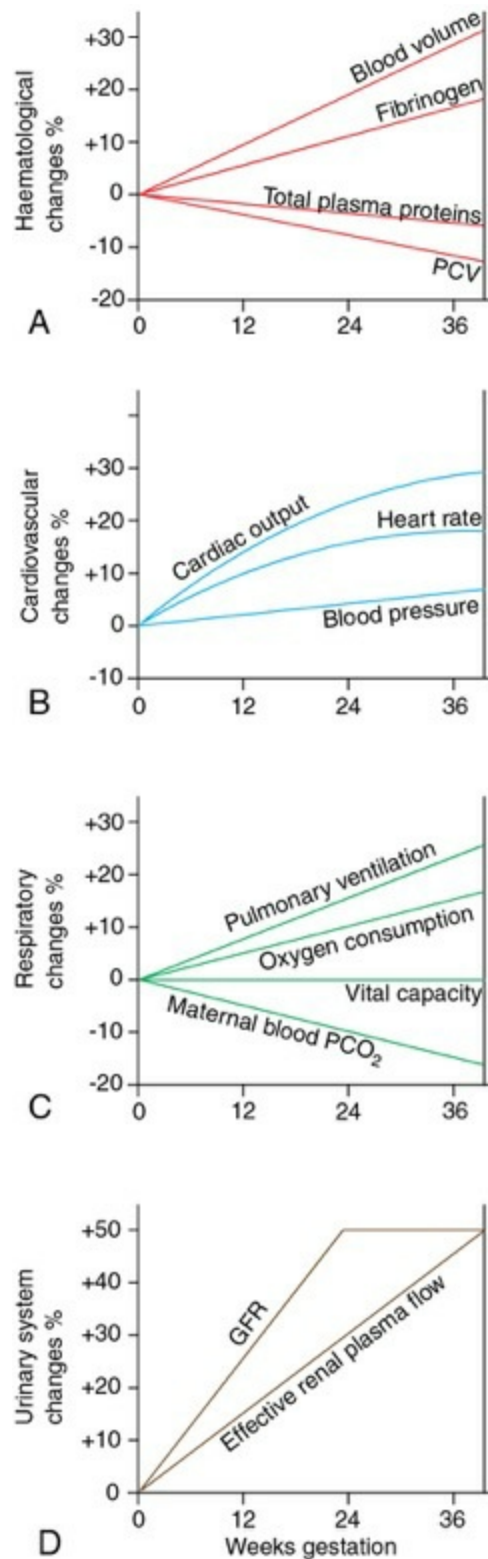 Haematological
changes %
+30
+20
+10
0
-10
-20
Blood volume
Fibrinogen
Total plasma proteins
PCV
0 12 24 36
A
Cardiovascular
changes %
+30
+20
+10
0
-10
Cardiac output
Heart rate
Blood pressure
0 12 24 36
B
Respiratory
changes %
+30
+20
+10
0
-10
-20
Pulmonary ventilation
Oxygen consumption
Vital capacity
Maternal blood PCO₂
0 12 24 36
C
Urinary system
changes %
+50
+40
+30
+20
+10
0
GFR
Effective renal plasma flow
0 12 24 36
D
Weeks gestation